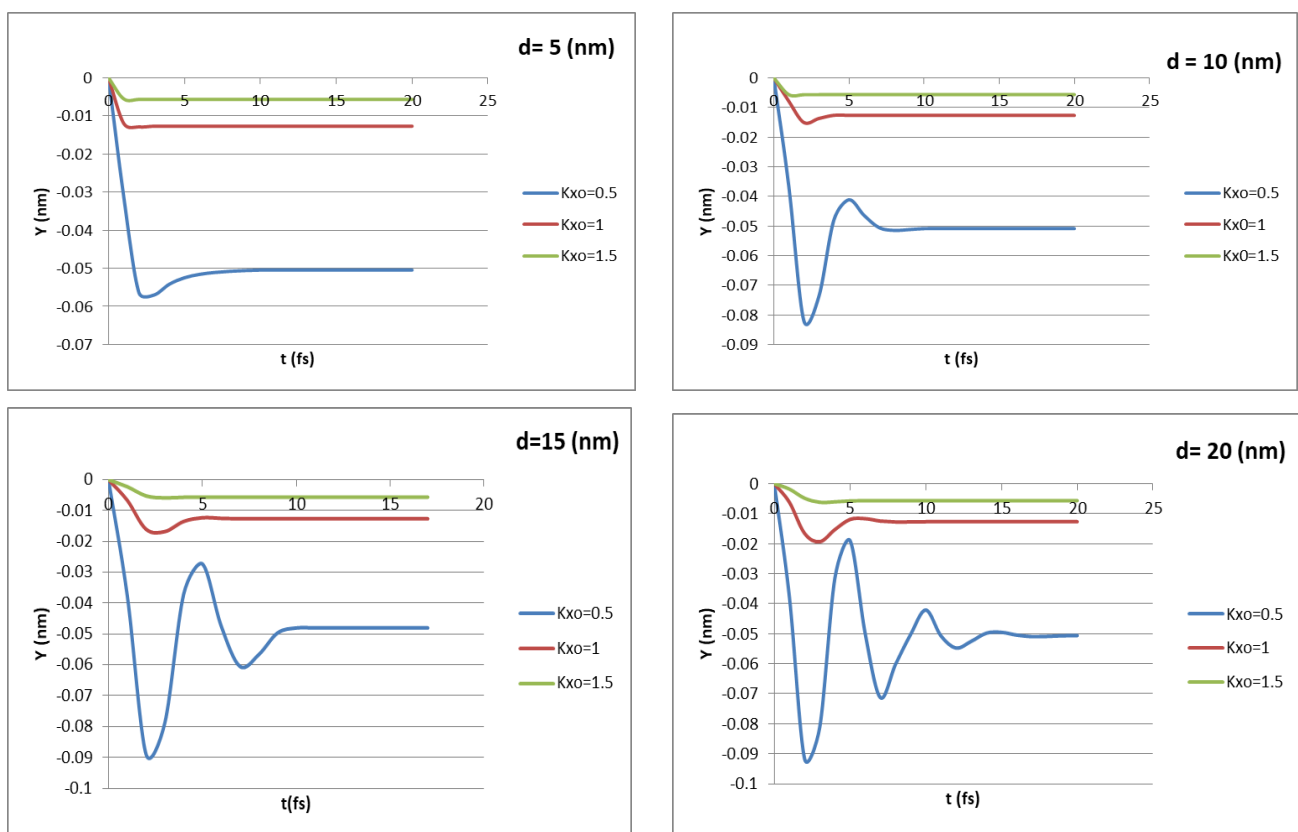 d= 5 (nm)
0
-0.01
-0.02
-0.03
-0.04
-0.05
-0.06
-0.07
0 5 10 15 20 25
Y (nm)
t (fs)
Kxo=0.5
Kxo=1
Kxo=1.5
d = 10 (nm)
0
-0.01
-0.02
-0.03
-0.04
-0.05
-0.06
-0.07
-0.08
-0.09
0 5 10 15 20 25
Y (nm)
t (fs)
Kxo=0.5
Kx0=1
Kx0=1.5
d=15 (nm)
0
-0.01
-0.02
-0.03
-0.04
-0.05
-0.06
-0.07
-0.08
-0.09
-0.1
0 5 10 15 20
Y (nm)
t(fs)
Kxo=0.5
Kxo=1
Kxo=1.5
d= 20 (nm)
0
-0.01
-0.02
-0.03
-0.04
-0.05
-0.06
-0.07
-0.08
-0.09
-0.1
0 5 10 15 20 25
Y (nm)
t (fs)
Kxo=0.5
Kxo=1
Kxo=1.5